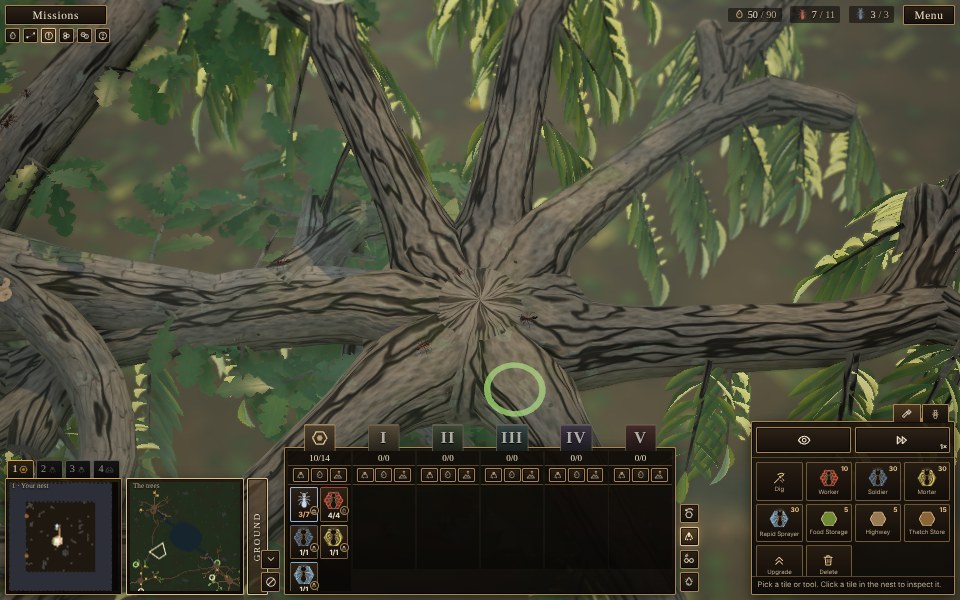 Missions
50 / 90
7 / 11
3 / 3
Menu
I
II
III
IV
V
10/14
0/0
0/0
0/0
0/0
0/0
1
2
3
4
1 · Your nest
The trees
GROUND
3/7
4/4
1/1
1/1
1/1
1×
Dig
10
Worker
30
Soldier
30
Mortar
30
Rapid Sprayer
5
Food Storage
5
Highway
15
Thatch Store
Upgrade
Delete
Pick a tile or tool. Click a tile in the nest to inspect it.